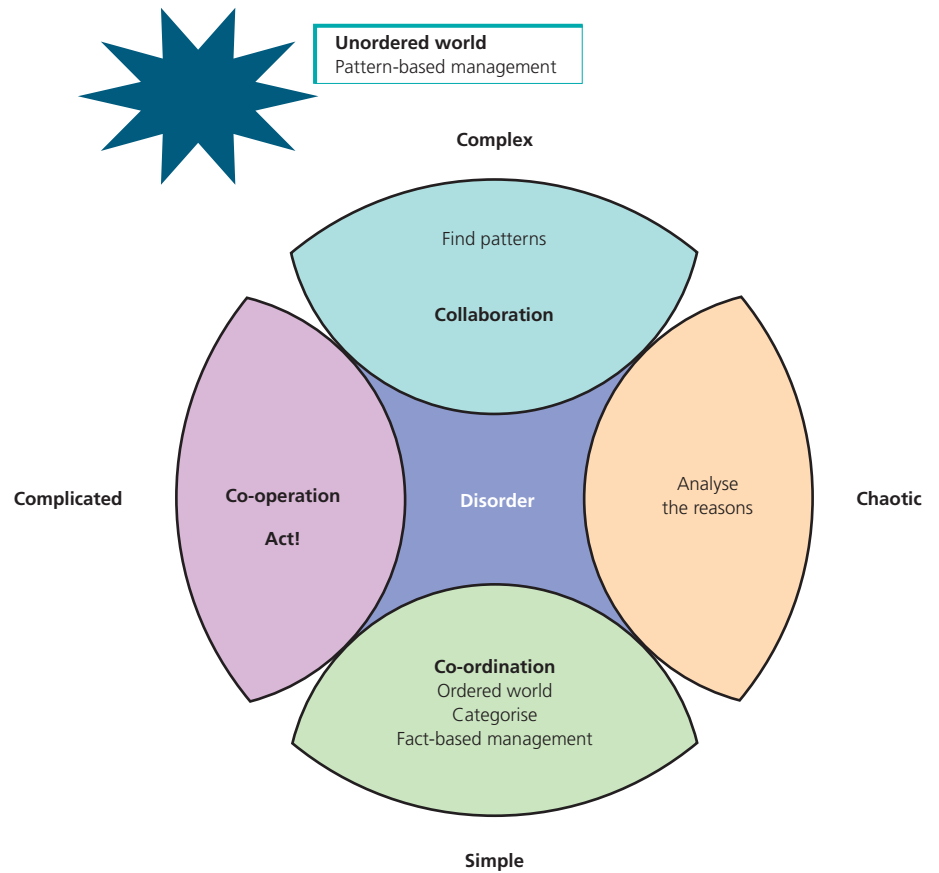 Unordered world
Pattern-based management
Complex
Find patterns
Collaboration
Complicated
Co-operation
Act!
Disorder
Analyse
the reasons
Chaotic
Co-ordination
Ordered world
Categorise
Fact-based management
Simple